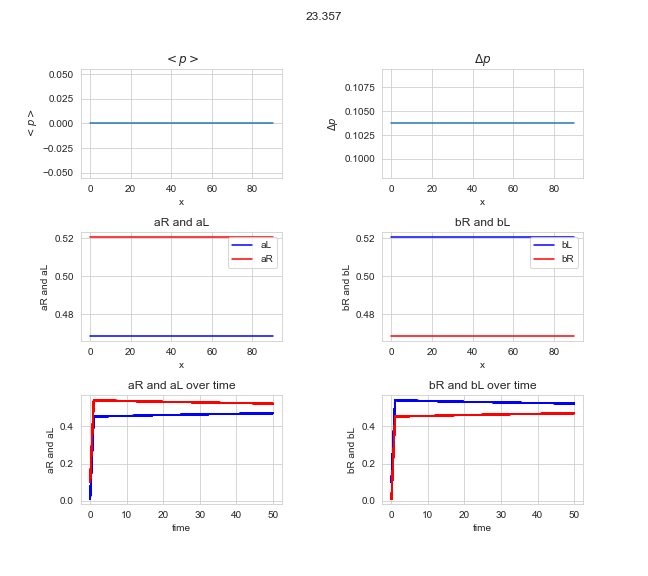 23.357
< p >
Δp
0.050
0.025
0.000
−0.025
−0.050
< p >
0 20 40 60 80
x
0.1075
0.1050
0.1025
0.1000
Δp
0 20 40 60 80
x
aR and aL
bR and bL
0.52
0.50
0.48
aR and aL
aL
aR
0 20 40 60 80
x
0.52
0.50
0.48
bR and bL
bL
bR
0 20 40 60 80
x
aR and aL over time
bR and bL over time
0.4
0.2
0.0
aR and aL
0 10 20 30 40 50
time
0.4
0.2
0.0
bR and bL
0 10 20 30 40 50
time